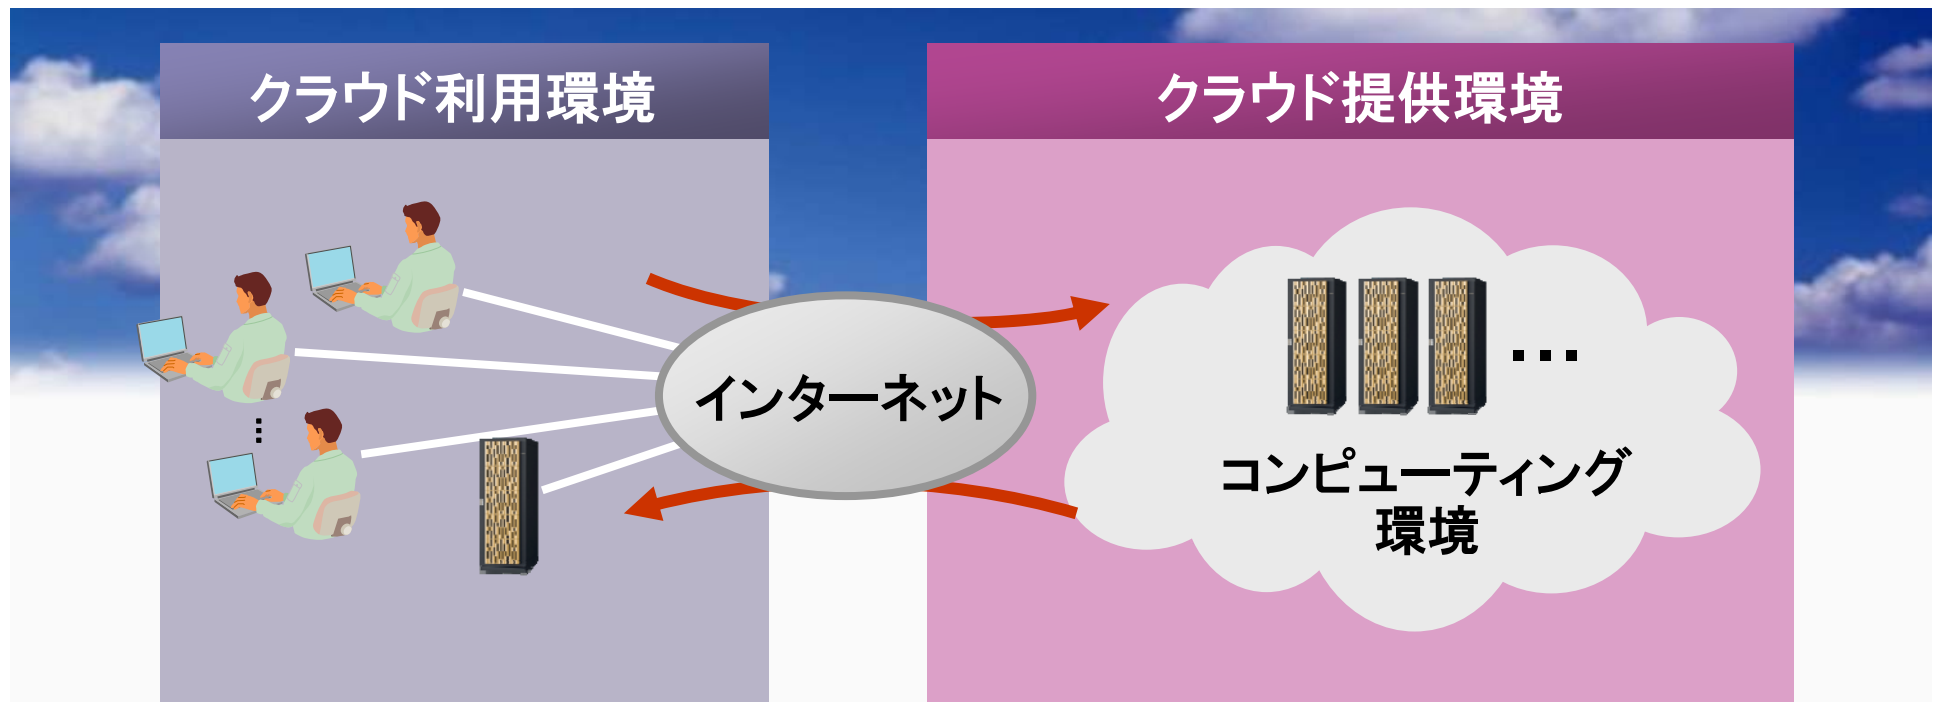 クラウド利用環境
クラウド提供環境
インターネット
コンピューティング
環境